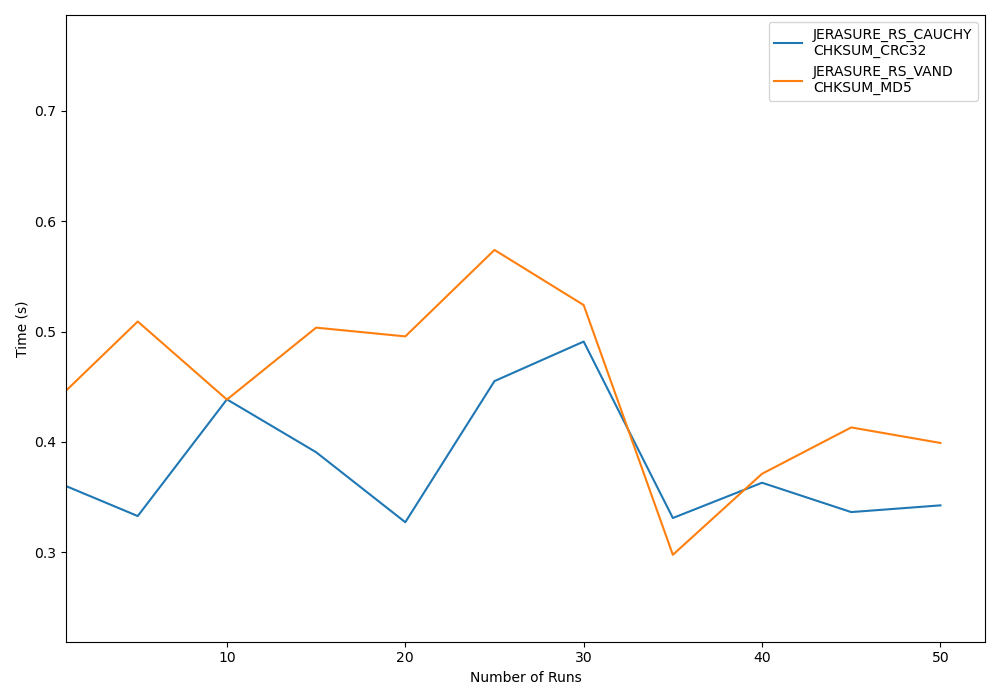 JERASURE_RS_CAUCHY
CHKSUM_CRC32
JERASURE_RS_VAND
CHKSUM_MD5
0.7
0.6
0.5
0.4
0.3
Time (s)
10 20 30 40 50
Number of Runs